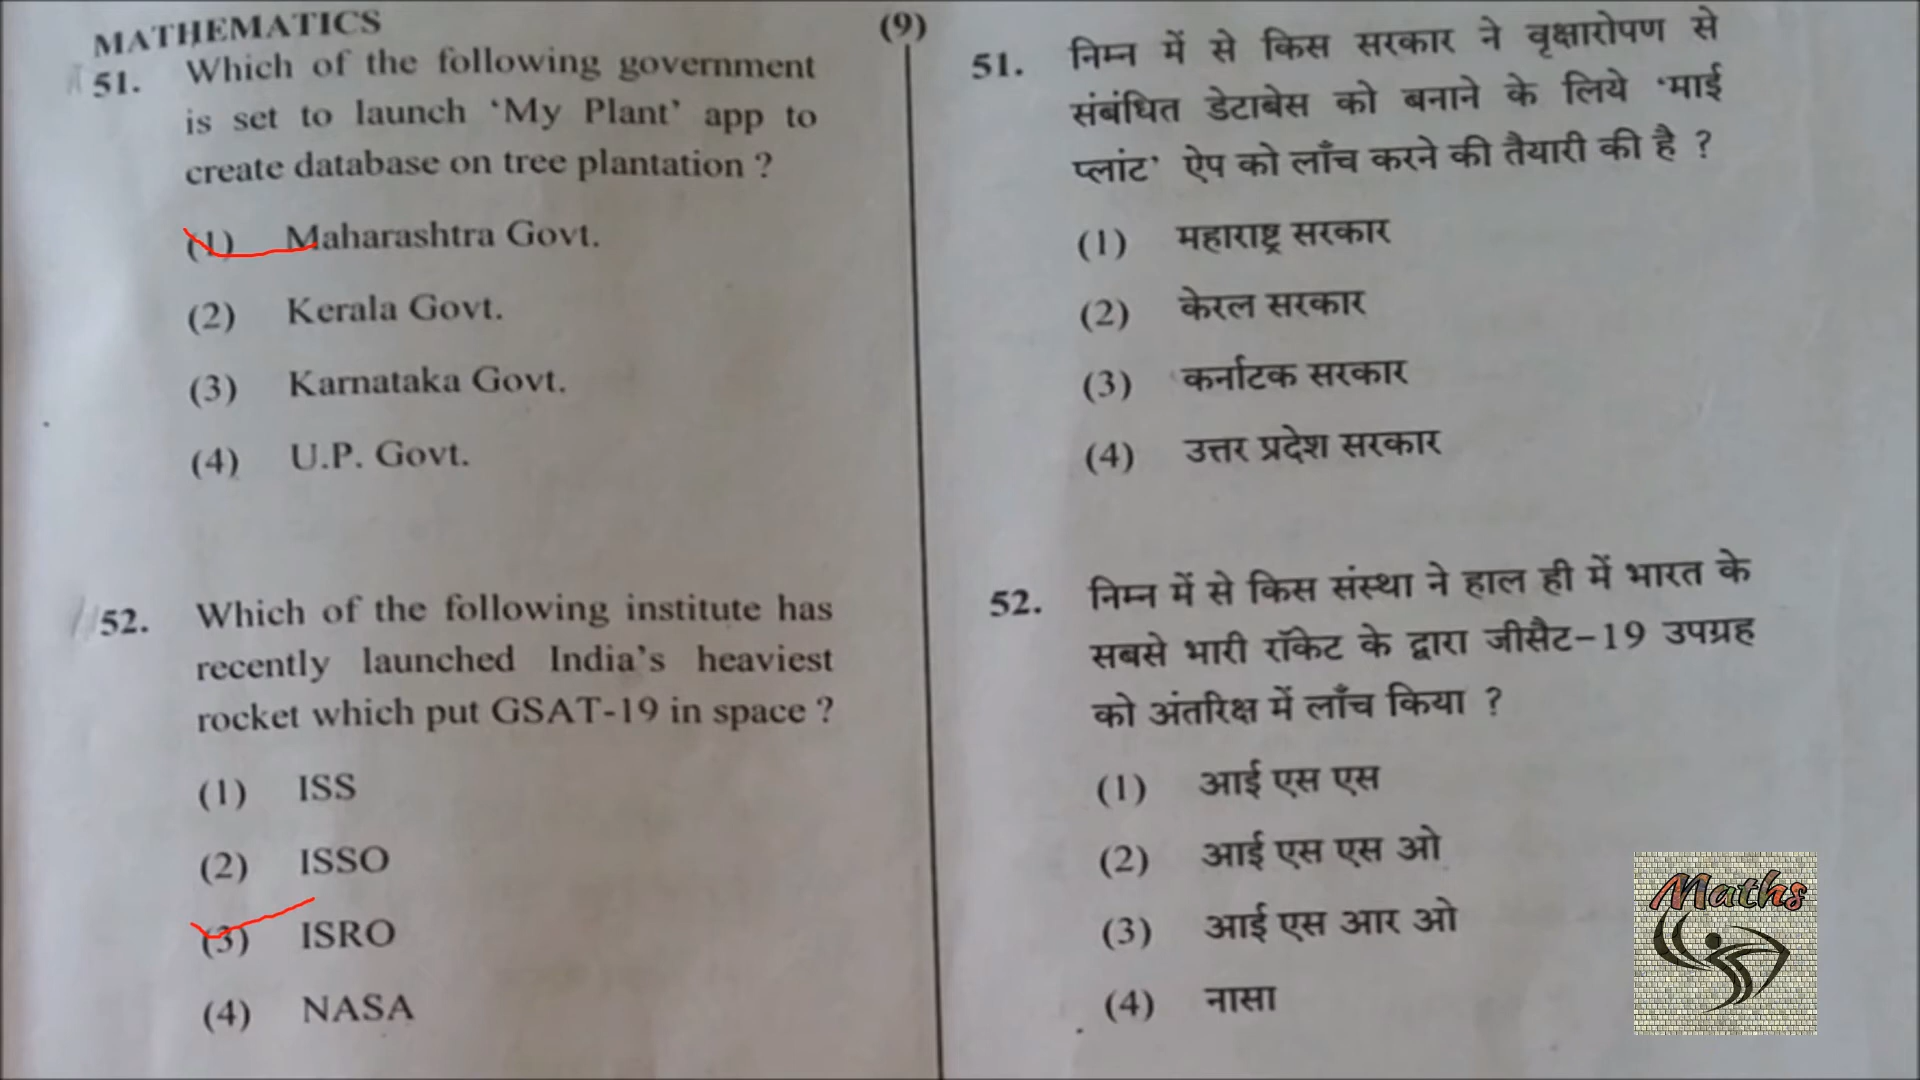 MATHEMATICS
(9)
51. Which of the following government
is set to launch ‘My Plant’ app to
create database on tree plantation ?
(1) Maharashtra Govt.
(2) Kerala Govt.
(3) Karnataka Govt.
(4) U.P. Govt.
52. Which of the following institute has
recently launched India’s heaviest
rocket which put GSAT-19 in space ?
(1) ISS
(2) ISSO
(3) ISRO
(4) NASA
51. निम्न में से किस सरकार ने वृक्षारोपण से
संबंधित डेटाबेस को बनाने के लिये ‘माई
प्लांट’ ऐप को लाँच करने की तैयारी की है ?
(1) महाराष्ट्र सरकार
(2) केरल सरकार
(3) कर्नाटक सरकार
(4) उत्तर प्रदेश सरकार
52. निम्न में से किस संस्था ने हाल ही में भारत के
सबसे भारी रॉकेट के द्वारा जीसैट-19 उपग्रह
को अंतरिक्ष में लाँच किया ?
(1) आई एस एस
(2) आई एस एस ओ
(3) आई एस आर ओ
(4) नासा
Maths